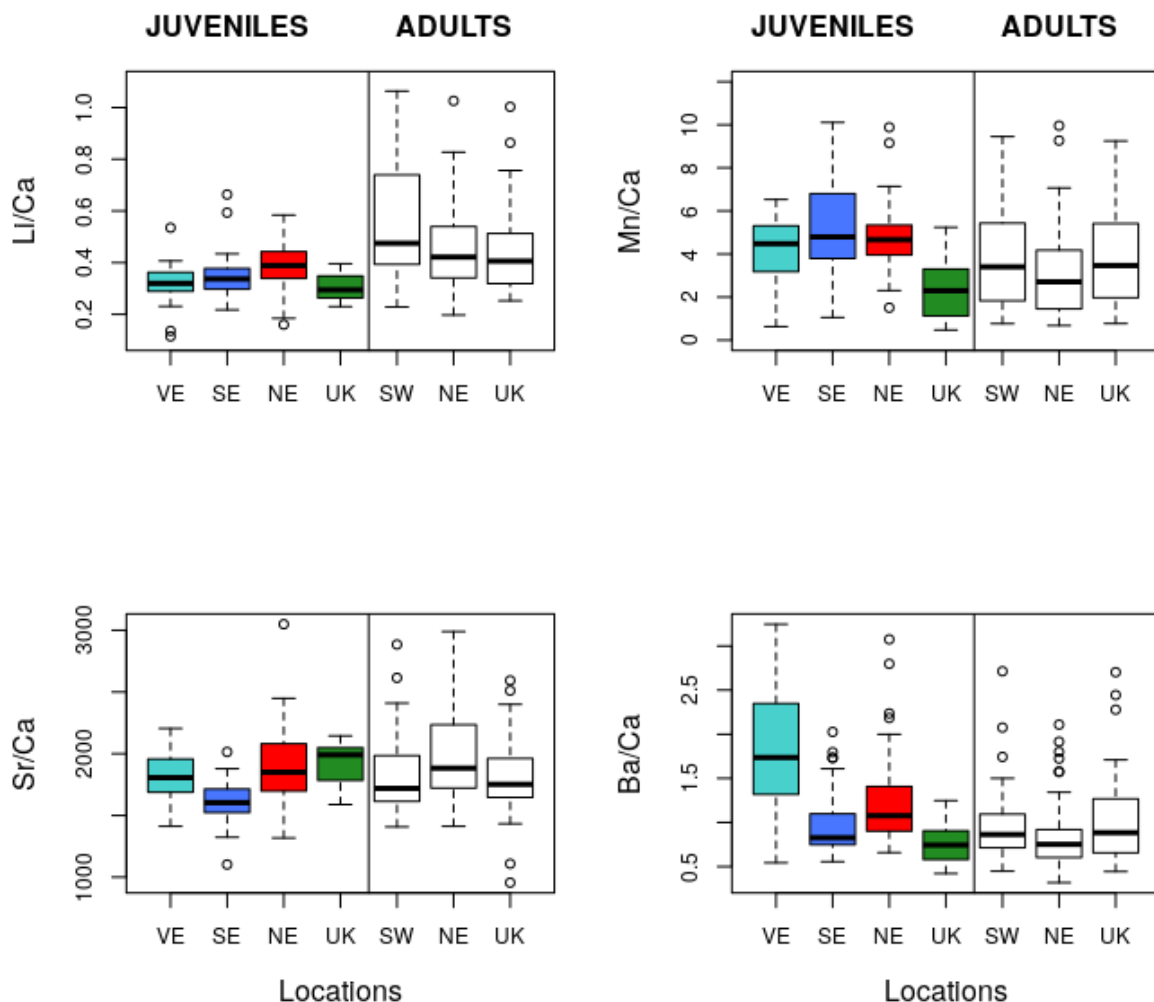 JUVENILES ADULTS
Li/Ca
1.0
0.8
0.6
0.4
0.2
VE SE NE UK SW NE UK
JUVENILES ADULTS
Mn/Ca
10
8
6
4
2
0
VE SE NE UK SW NE UK
Sr/Ca
3000
2000
1000
VE SE NE UK SW NE UK
Locations
Ba/Ca
2.5
1.5
0.5
VE SE NE UK SW NE UK
Locations